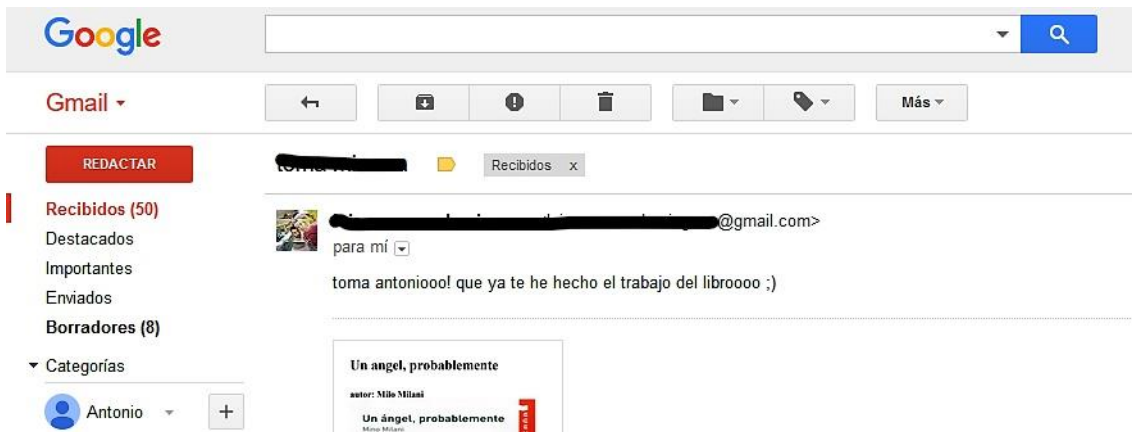 Google
Gmail
Más
REDACTAR
Recibidos x
Recibidos (50)
Destacados
Importantes
Enviados
Borradores (8)
Categorías
Antonio
+
@gmail.com>
para mí
toma antoniooo! que ya te he hecho el trabajo del libroooo ;)
Un angel, probablemente
autor: Milo Milani
Un ángel, probablemente
Mino Milani